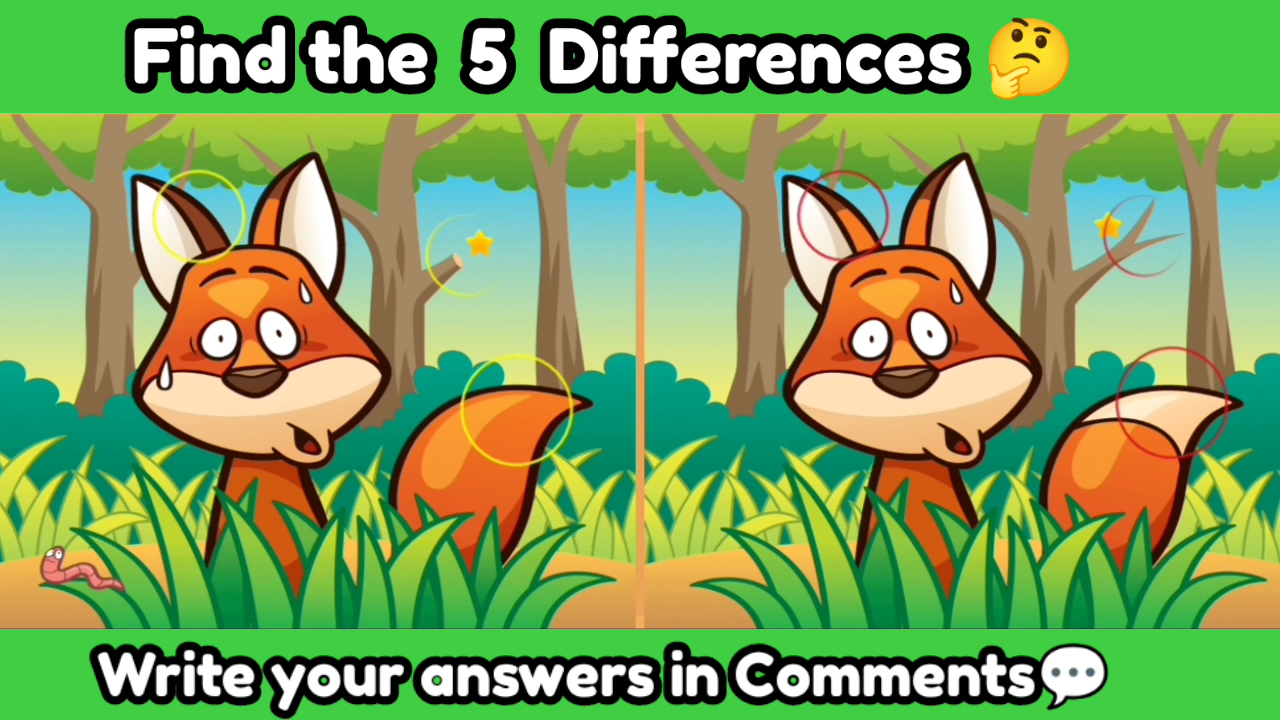 Find the 5 Differences 🤔
Write your answers in Comments💬